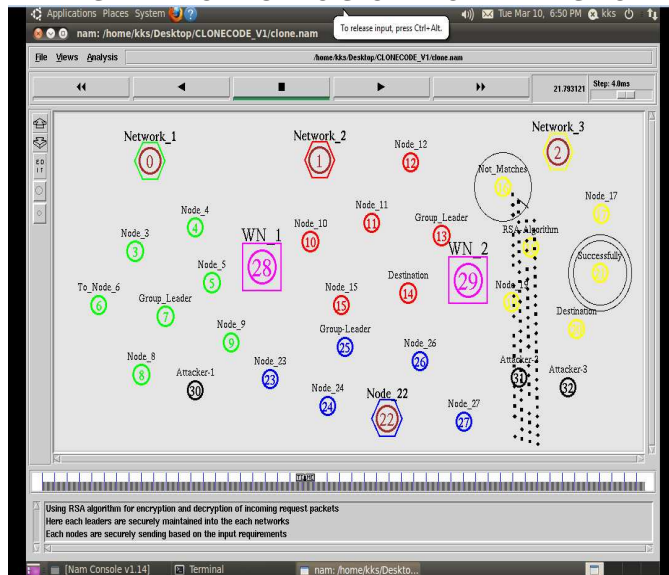 Applications Places System
Tue Mar 10, 6:50 PM kks
nam: /home/kks/Desktop/CLONECODE_V1/clone.nam
To release input, press Ctrl+Alt.
File Views Analysis
/home/kks/Desktop/CLONECODE_V1/clone.nam
21.793121
Step: 4.0ms
ED
IT
Network_1
0
Network_2
1
Node_12
12
Network_3
2
Not_Matches
Node_17
Node_4
4
Node_3
3
Node_10
10
Node_11
11
Group_Leader
13
RSA_Algorithm
WN_1
28
WN_2
29
Node_5
5
Successfully
To_Node_6
6
Group_Leader
7
Node_15
15
Destination
14
Node_19
Destination
Node_9
9
Group-Leader
25
Node_26
26
Node_8
8
Attacker-1
30
Node_23
23
Attacker-2
31
Attacker-3
32
Node_24
24
Node_22
22
Node_27
27
TIME
Using RSA algorithm for encryption and decryption of incoming request packets
Here each leaders are securely maintained into the each networks
Each nodes are securely sending based on the input requirements
[Nam Console v1.14]
Terminal
nam: /home/kks/Deskto...